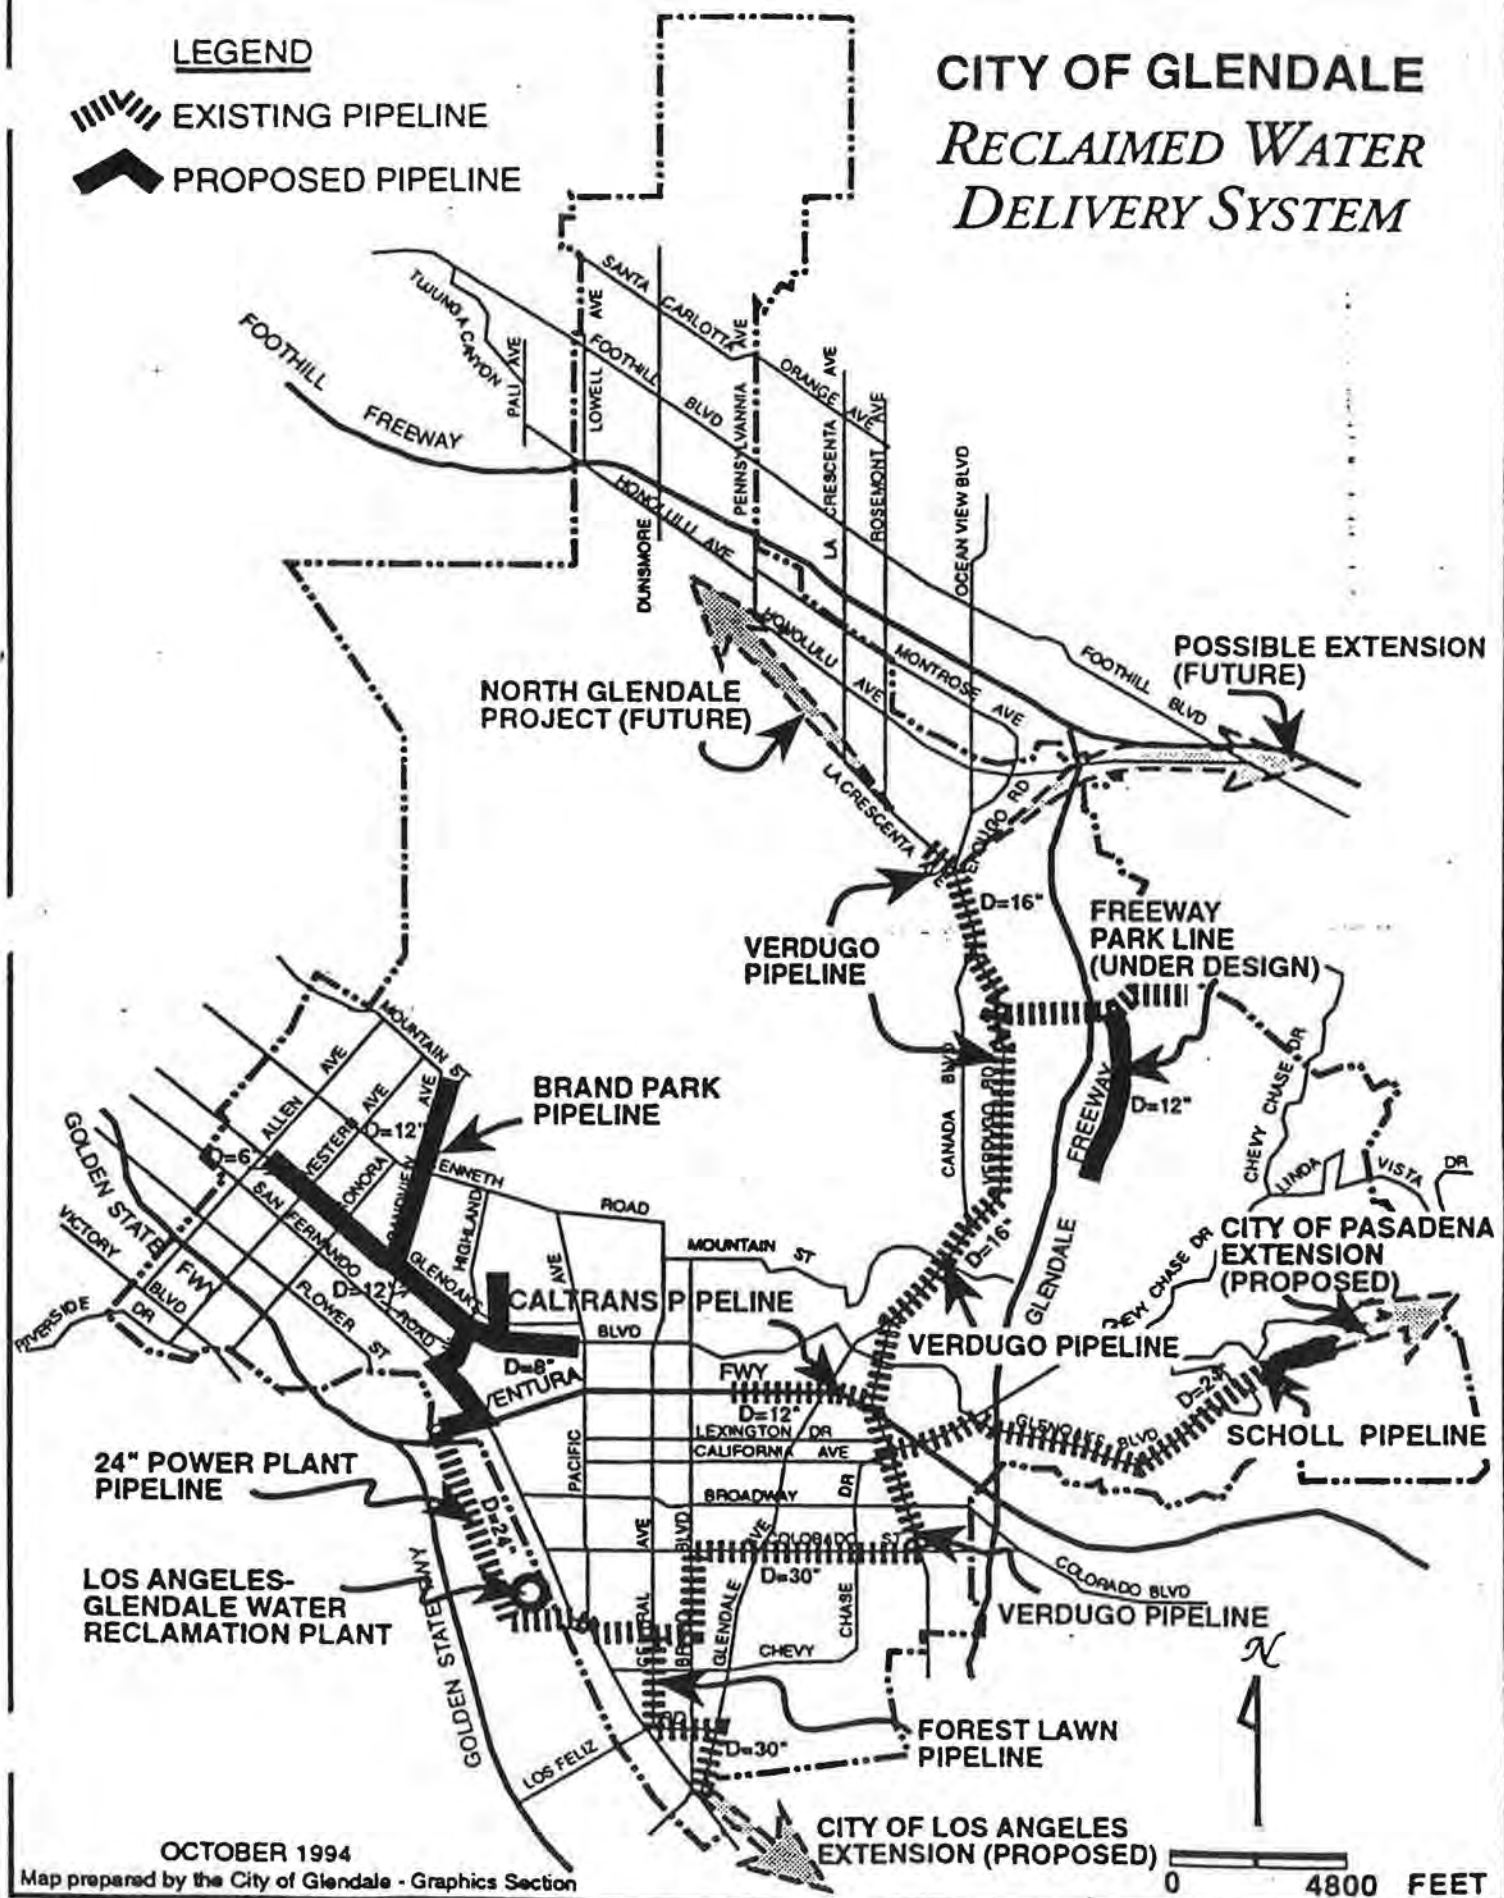 LEGEND
EXISTING PIPELINE
PROPOSED PIPELINE
CITY OF GLENDALE
RECLAIMED WATER
DELIVERY SYSTEM
SANTA CARLOTTA AVE
TUJUNGA CANYON
PALI AVE
LOWELL AVE
FOOTHILL BLVD
FOOTHILL FREEWAY
ORANGE AVE
PENNSYLVANNIA AVE
LA CRESCENTA AVE
ROSEMONT AVE
OCEAN VIEW BLVD
HONOLULU AVE
DUNSMORE
HONOLULU AVE
MONTROSE AVE
FOOTHILL BLVD
POSSIBLE EXTENSION
(FUTURE)
NORTH GLENDALE
PROJECT (FUTURE)
LA CRESCENTA AVE
VERDUGO RD
D=16"
VERDUGO
PIPELINE
FREEWAY
PARK LINE
(UNDER DESIGN)
CANADA BLVD
VERDUGO RD
GLENDALE FREEWAY
D=12"
CHEVY CHASE DR
LINDA VISTA DR
MOUNTAIN ST
ALLEN AVE
WESTERN AVE
SONORA
GRANDVIEW AVE
D=12"
D=6"
BRAND PARK
PIPELINE
KENNETH ROAD
HIGHLAND
AVE
MOUNTAIN ST
D=16"
GOLDEN STATE FWY
VICTORY BLVD
RIVERSIDE DR
SAN FERNANDO ROAD
FLOWER ST
D=12"
GLENOAKS BLVD
CALTRANS PIPELINE
CITY OF PASADENA
EXTENSION
(PROPOSED)
CHEVY CHASE DR
VERDUGO PIPELINE
D=8"
VENTURA FWY
D=12"
LEXINGTON DR
CALIFORNIA AVE
GLENOAKS BLVD
D=24"
SCHOLL PIPELINE
24" POWER PLANT
PIPELINE
D=24"
PACIFIC
BROADWAY
DR
COLORADO ST
D=30"
COLORADO BLVD
VERDUGO PIPELINE
LOS ANGELES-
GLENDALE WATER
RECLAMATION PLANT
GOLDEN STATE FWY
CENTRAL AVE
BRAND BLVD
GLENDALE AVE
CHEVY CHASE
RD
D=30"
LOS FELIZ
FOREST LAWN
PIPELINE
CITY OF LOS ANGELES
EXTENSION (PROPOSED)
N
0 4800 FEET
OCTOBER 1994
Map prepared by the City of Glendale - Graphics Section